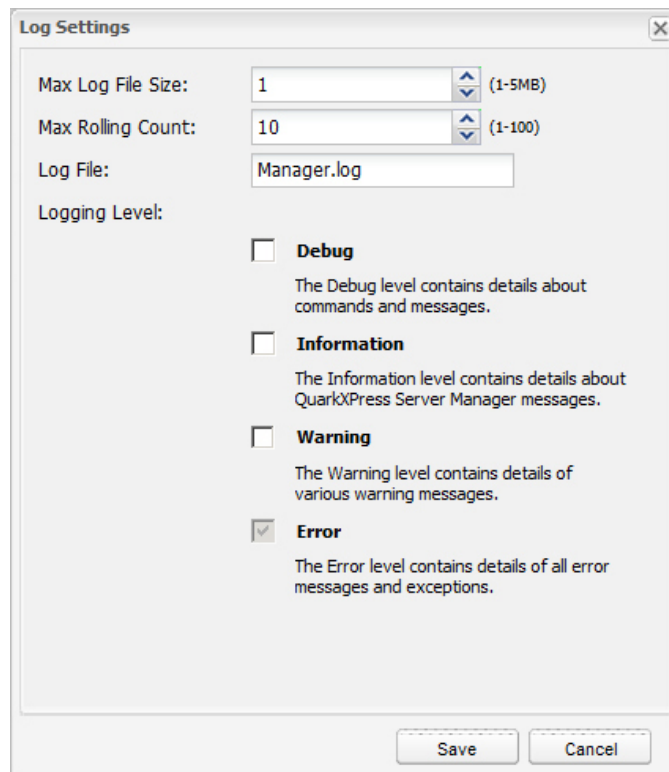 Log Settings
Max Log File Size: 1 (1-5MB)
Max Rolling Count: 10 (1-100)
Log File: Manager.log
Logging Level:
Debug
The Debug level contains details about
commands and messages.
Information
The Information level contains details about
QuarkXPress Server Manager messages.
Warning
The Warning level contains details of
various warning messages.
Error
The Error level contains details of all error
messages and exceptions.
Save Cancel